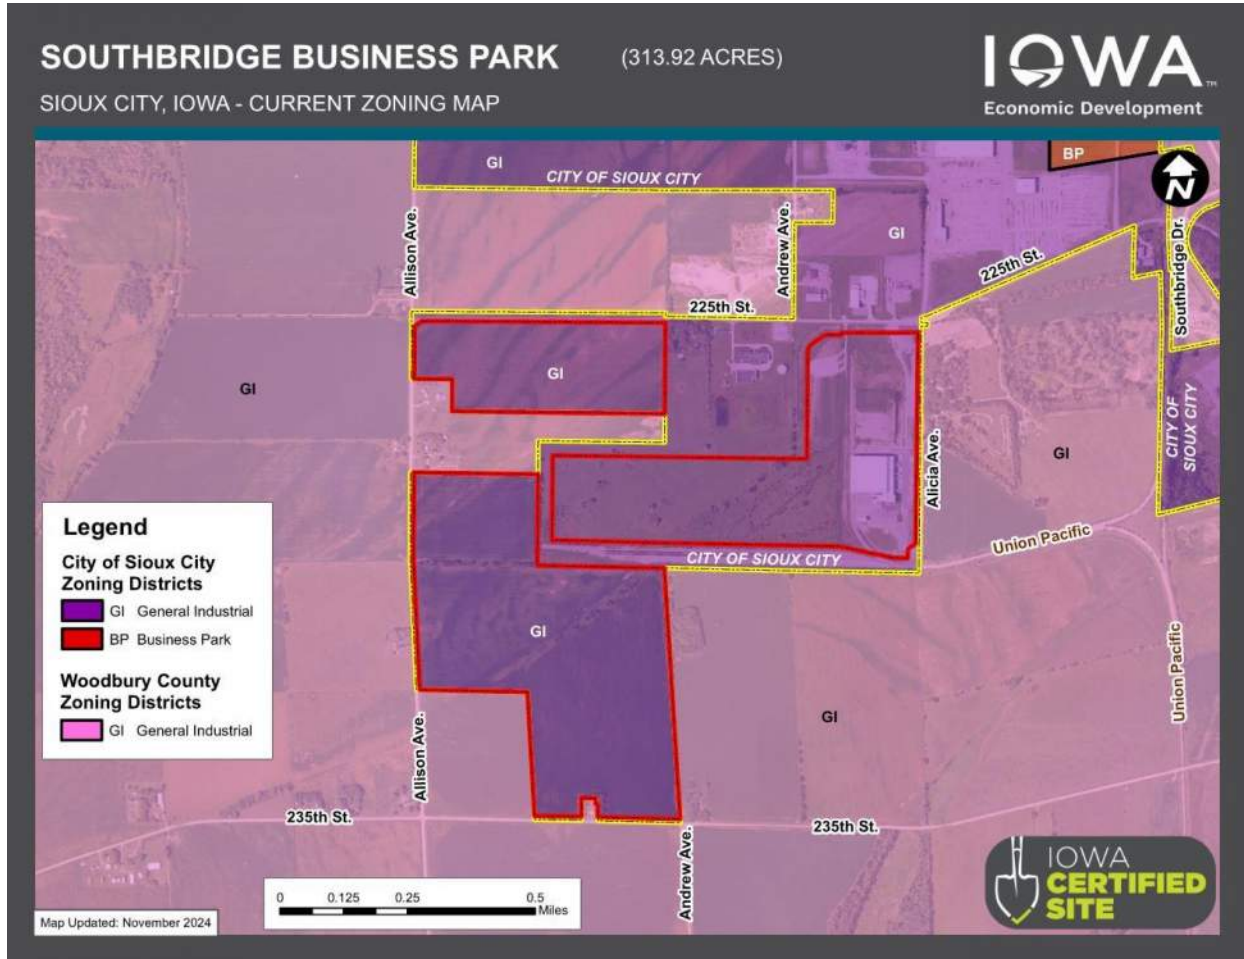 SOUTHBRIDGE BUSINESS PARK (313.92 ACRES)
SIOUX CITY, IOWA - CURRENT ZONING MAP
IOWA™
Economic Development
GI
CITY OF SIOUX CITY
BP
N
Allison Ave.
Andrew Ave.
GI
225th St.
Southbridge Dr.
225th St.
GI
GI
CITY OF
SIOUX CITY
GI
Alicia Ave.
Union Pacific
CITY OF SIOUX CITY
GI
Union Pacific
GI
Legend
City of Sioux City
Zoning Districts
GI General Industrial
BP Business Park
Woodbury County
Zoning Districts
GI General Industrial
Allison Ave.
235th St.
235th St.
Andrew Ave.
0 0.125 0.25 0.5
Miles
Map Updated: November 2024
IOWA
CERTIFIED
SITE